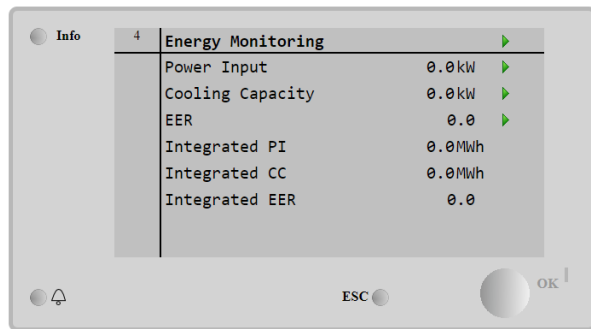 Info
4 Energy Monitoring
Power Input 0.0kW
Cooling Capacity 0.0kW
EER 0.0
Integrated PI 0.0MWh
Integrated CC 0.0MWh
Integrated EER 0.0
ESC
OK